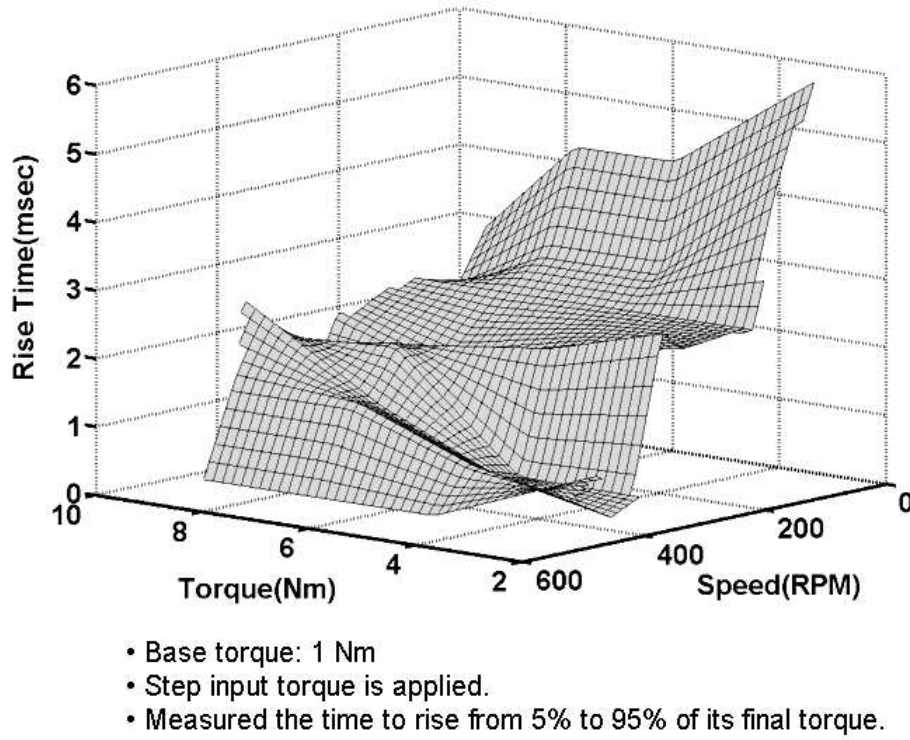 6
5
4
3
2
1
0
Rise Time(msec)
10
8
6
4
2
Torque(Nm)
600
400
200
0
Speed(RPM)
• Base torque: 1 Nm
• Step input torque is applied.
• Measured the time to rise from 5% to 95% of its final torque.